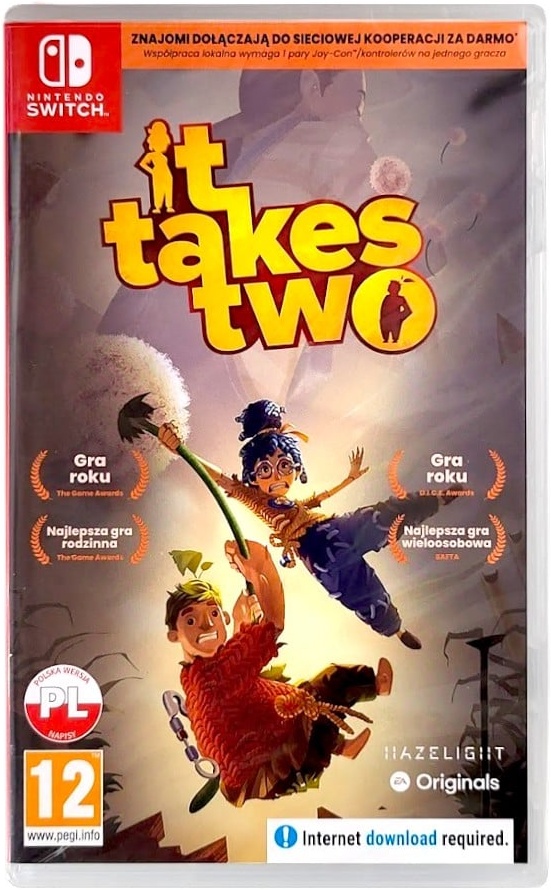 ZNAJOMI DOŁĄCZAJĄ DO SIECIOWEJ KOOPERACJI ZA DARMO*
Współpraca lokalna wymaga 1 pary Joy-Con™/kontrolerów na jednego gracza
NINTENDO
SWITCH™
it
takes
two
Gra
roku
The Game Awards
Gra
roku
D.I.C.E. Awards
Najlepsza gra
rodzinna
The Game Awards
Najlepsza gra
wieloosobowa
BAFTA
POLSKA WERSJA
PL
NAPISY
12
www.pegi.info
HAZELIGHT
EA Originals
! Internet download required.